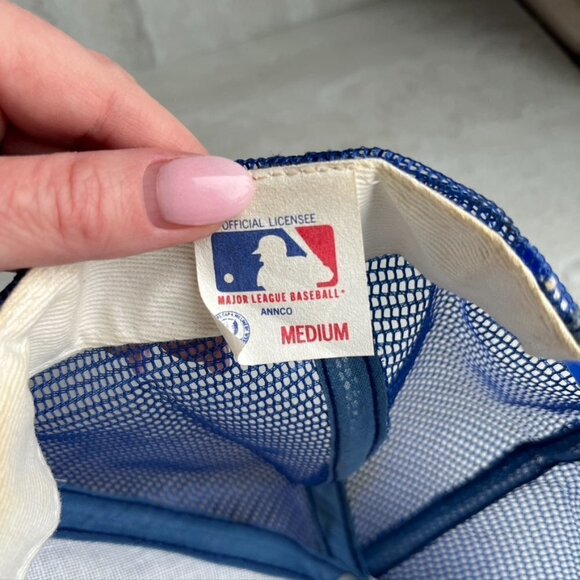 OFFICIAL LICENSEE
MAJOR LEAGUE BASEBALL
ANNCO
MEDIUM